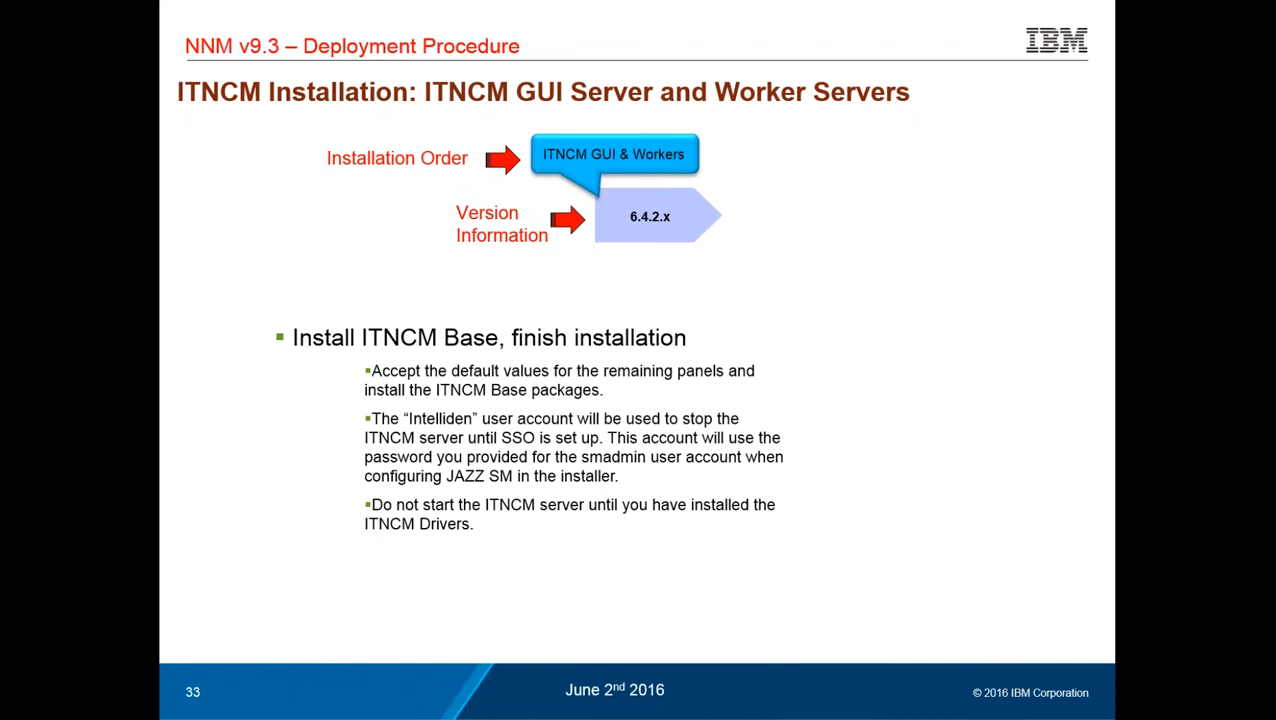 NNM v9.3 – Deployment Procedure
IBM
ITNCM Installation: ITNCM GUI Server and Worker Servers
Installation Order
ITNCM GUI & Workers
Version
Information
6.4.2.x
▪ Install ITNCM Base, finish installation
▪Accept the default values for the remaining panels and
install the ITNCM Base packages.
▪The “Intelliden” user account will be used to stop the
ITNCM server until SSO is set up. This account will use the
password you provided for the smadmin user account when
configuring JAZZ SM in the installer.
▪Do not start the ITNCM server until you have installed the
ITNCM Drivers.
33
June 2nd 2016
© 2016 IBM Corporation